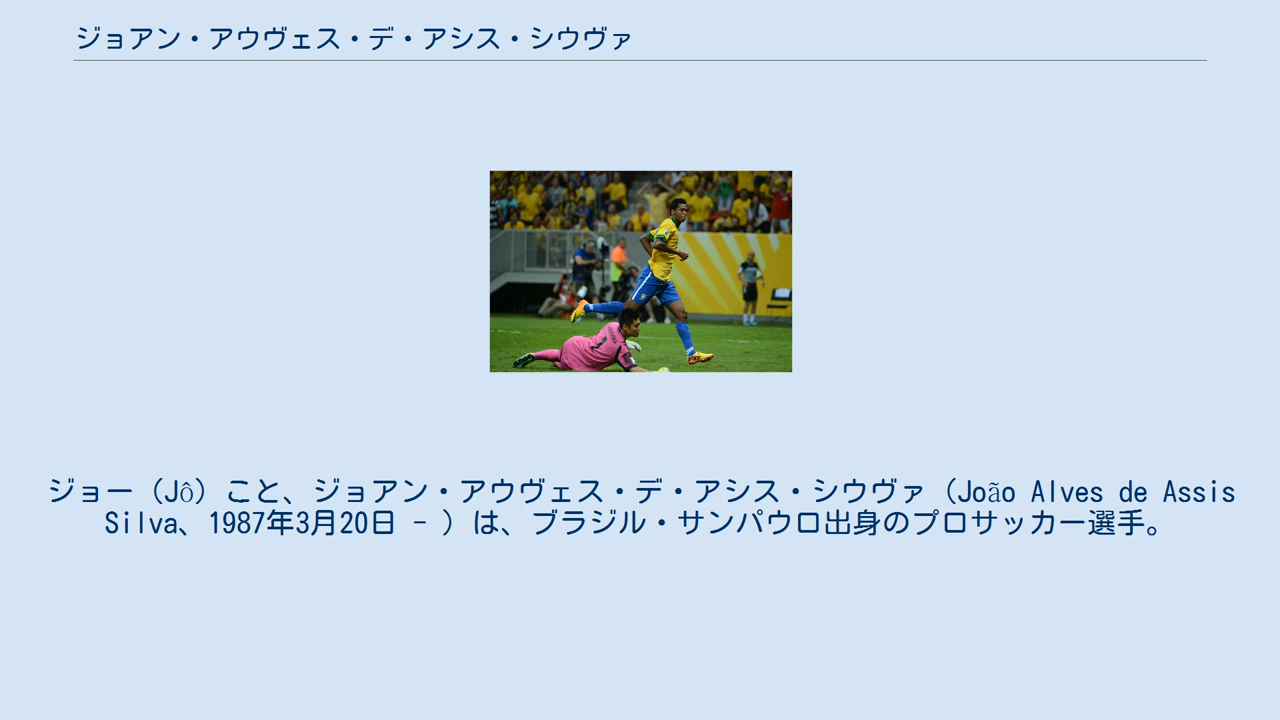 ジョアン・アウヴェス・デ・アシス・シウヴァ
ジョー（Jô）こと、ジョアン・アウヴェス・デ・アシス・シウヴァ（João Alves de Assis
Silva、1987年3月20日 - ）は、ブラジル・サンパウロ出身のプロサッカー選手。